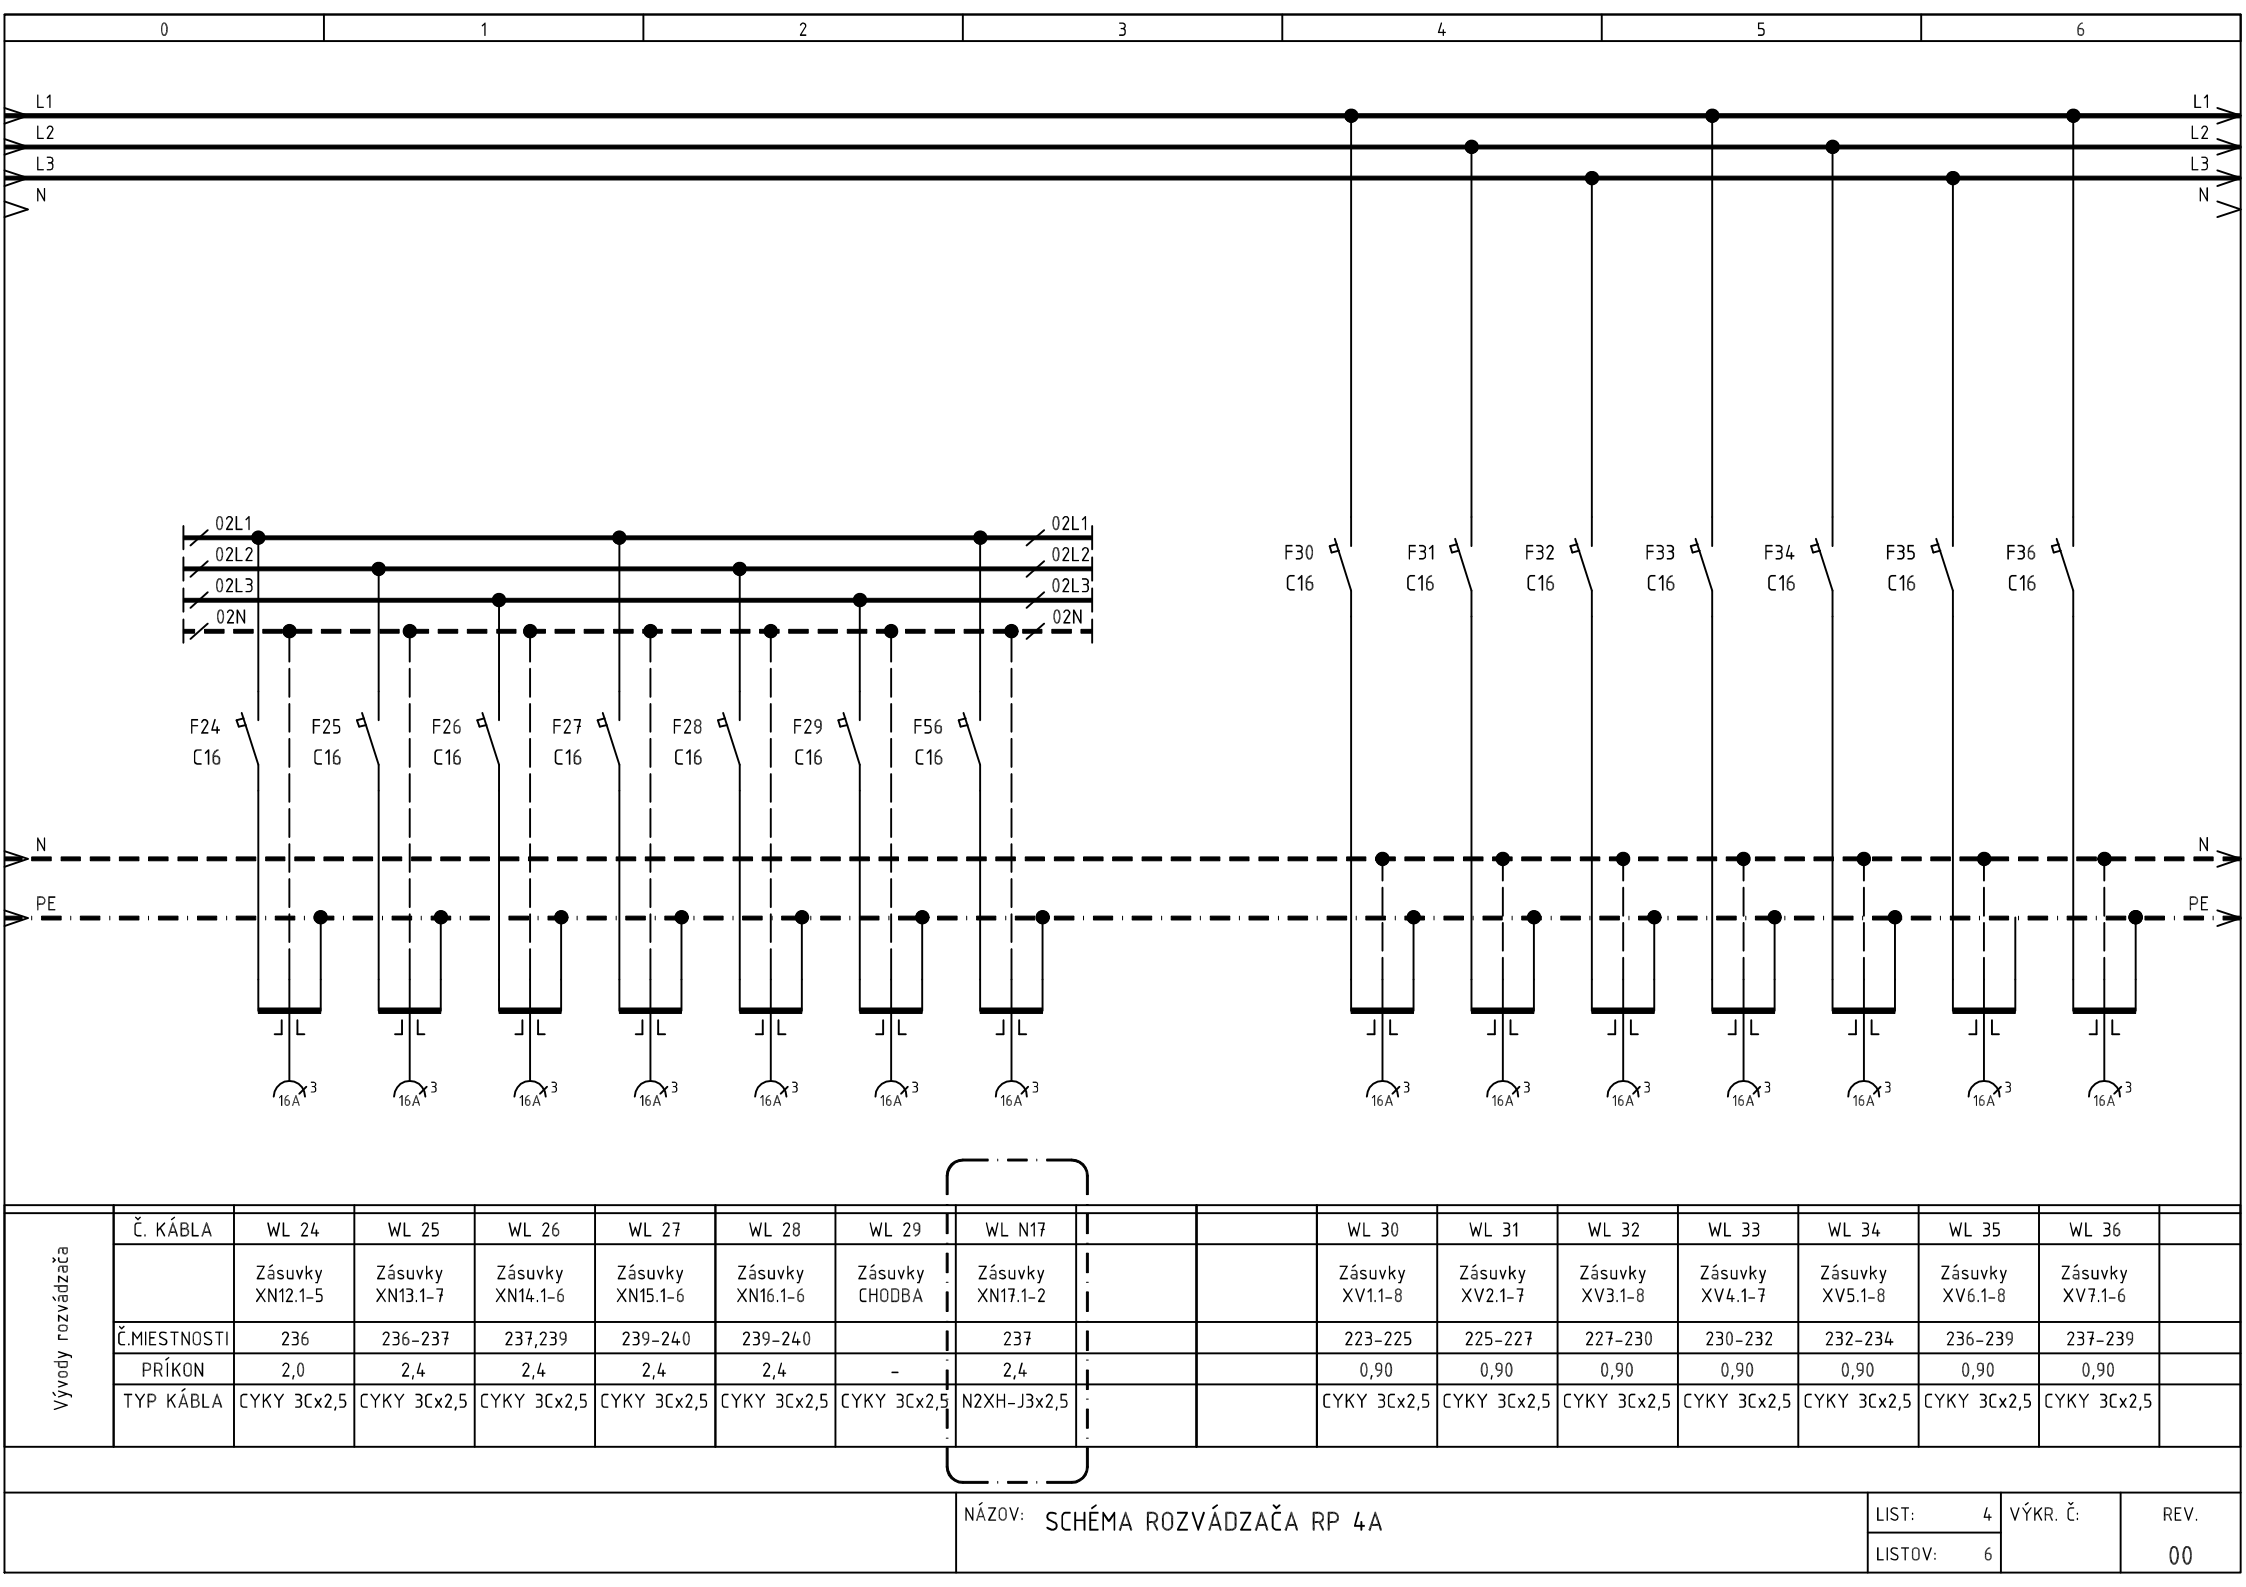 0 1 2 3 4 5 6
L1 L1
L2 L2
L3 L3
N N
02L1 02L1
02L2 02L2
02L3 02L3
02N 02N
F30 F31 F32 F33 F34 F35 F36
C16 C16 C16 C16 C16 C16 C16
F24 F25 F26 F27 F28 F29 F56
C16 C16 C16 C16 C16 C16 C16
N N
PE PE
3 3 3 3 3 3 3 3 3 3 3 3 3 3
16A 16A 16A 16A 16A 16A 16A 16A 16A 16A 16A 16A 16A 16A
Vývody rozvádzača
Č. KÁBLA WL 24 WL 25 WL 26 WL 27 WL 28 WL 29 WL N17 WL 30 WL 31 WL 32 WL 33 WL 34 WL 35 WL 36
Zásuvky Zásuvky Zásuvky Zásuvky Zásuvky Zásuvky Zásuvky Zásuvky Zásuvky Zásuvky Zásuvky Zásuvky Zásuvky Zásuvky
XN12.1-5 XN13.1-7 XN14.1-6 XN15.1-6 XN16.1-6 CHODBA XN17.1-2 XV1.1-8 XV2.1-7 XV3.1-8 XV4.1-7 XV5.1-8 XV6.1-8 XV7.1-6
Č.MIESTNOSTI 236 236-237 237,239 239-240 239-240 237 223-225 225-227 227-230 230-232 232-234 236-239 237-239
PRÍKON 2,0 2,4 2,4 2,4 2,4 - 2,4 0,90 0,90 0,90 0,90 0,90 0,90 0,90
TYP KÁBLA CYKY 3Cx2,5 CYKY 3Cx2,5 CYKY 3Cx2,5 CYKY 3Cx2,5 CYKY 3Cx2,5 CYKY 3Cx2,5 N2XH-J3x2,5 CYKY 3Cx2,5 CYKY 3Cx2,5 CYKY 3Cx2,5 CYKY 3Cx2,5 CYKY 3Cx2,5 CYKY 3Cx2,5 CYKY 3Cx2,5
NÁZOV: SCHÉMA ROZVÁDZAČA RP 4A
LIST: 4 VÝKR. Č: REV.
LISTOV: 6 00